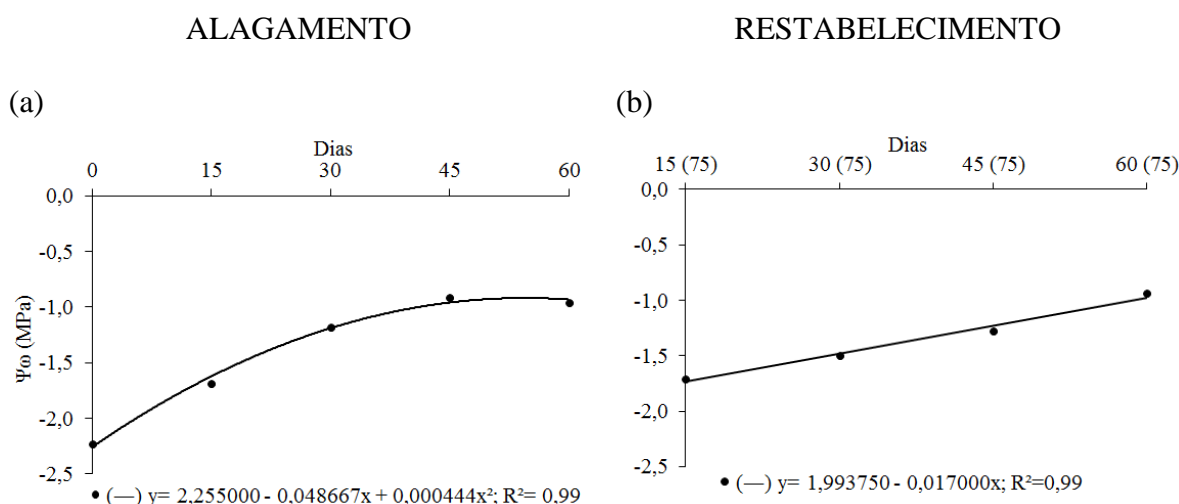 ALAGAMENTO
RESTABELECIMENTO
(a)
(b)
Dias
0 15 30 45 60
0,0
-0,5
-1,0
-1,5
-2,0
-2,5
Ψω (MPa)
• (—) y= 2,255000 - 0,048667x + 0,000444x²; R²= 0,99
Dias
15 (75) 30 (75) 45 (75) 60 (75)
0,0
-0,5
-1,0
-1,5
-2,0
-2,5
• (—) y= 1,993750 - 0,017000x; R²=0,99